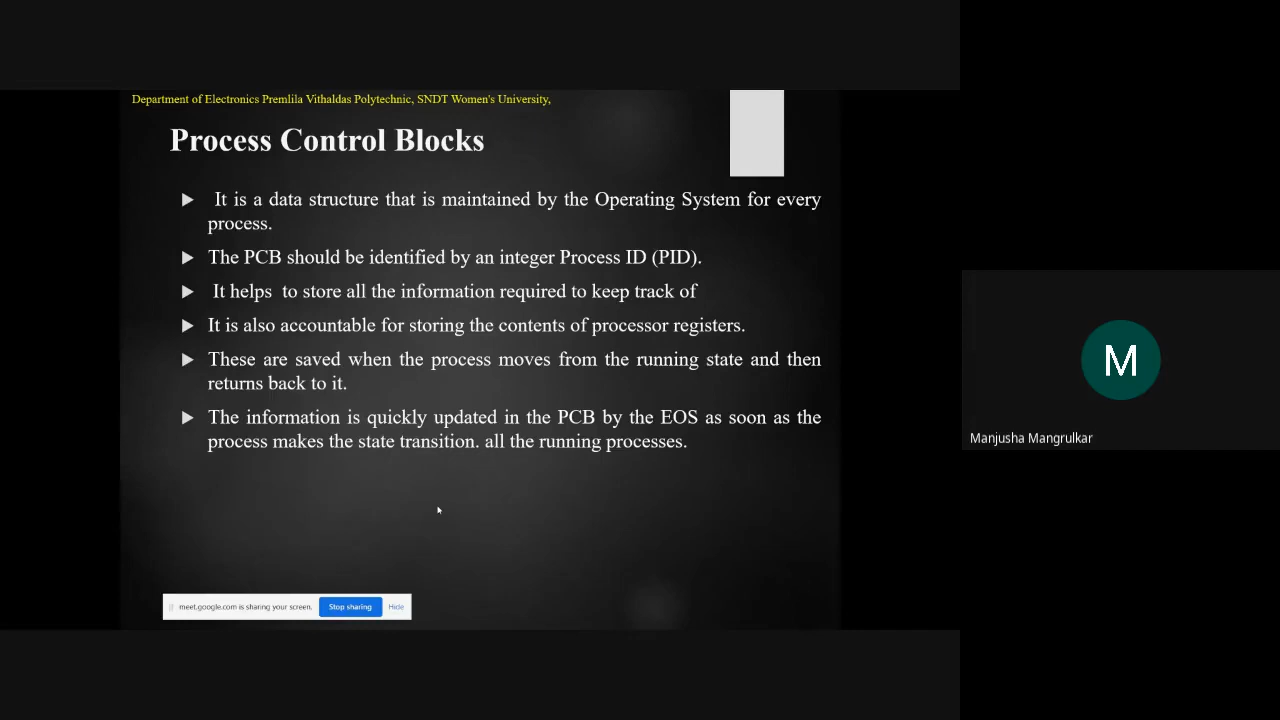 Department of Electronics Premlila Vithaldas Polytechnic, SNDT Women's University,
Process Control Blocks
It is a data structure that is maintained by the Operating System for every
process.
The PCB should be identified by an integer Process ID (PID).
It helps to store all the information required to keep track of
It is also accountable for storing the contents of processor registers.
These are saved when the process moves from the running state and then
returns back to it.
The information is quickly updated in the PCB by the EOS as soon as the
process makes the state transition. all the running processes.
M
Manjusha Mangrulkar
meet.google.com is sharing your screen. Stop sharing Hide